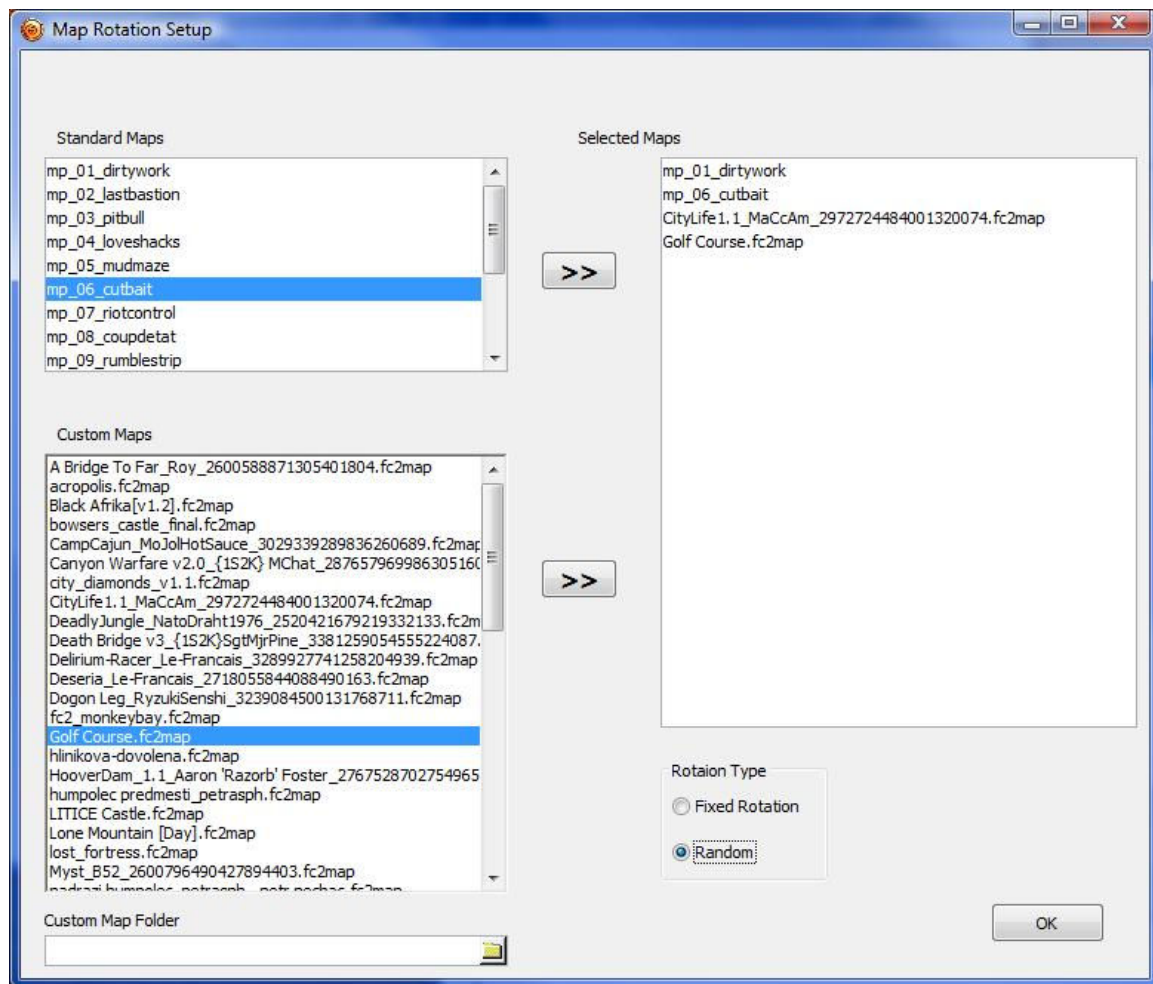 Map Rotation Setup
Standard Maps
mp_01_dirtywork
mp_02_lastbastion
mp_03_pitbull
mp_04_loveshacks
mp_05_mudmaze
mp_06_cutbait
mp_07_riotcontrol
mp_08_coupdetat
mp_09_rumblestrip
>>
Selected Maps
mp_01_dirtywork
mp_06_cutbait
CityLife1.1_MaCcAm_2972724484001320074.fc2map
Golf Course.fc2map
Custom Maps
A Bridge To Far_Roy_2600588871305401804.fc2map
acropolis.fc2map
Black Afrika[v1.2].fc2map
bowsers_castle_final.fc2map
CampCajun_MoJolHotSauce_3029339289836260689.fc2map
Canyon Warfare v2.0_{1S2K} MChat_287657969986305160
city_diamonds_v1.1.fc2map
CityLife1.1_MaCcAm_2972724484001320074.fc2map
DeadlyJungle_NatoDraht1976_2520421679219332133.fc2m
Death Bridge v3_{1S2K}SgtMjrPine_3381259054555224087.
Delirium-Racer_Le-Francais_3289927741258204939.fc2map
Deseria_Le-Francais_2718055844088490163.fc2map
Dogon Leg_RyzukiSenshi_3239084500131768711.fc2map
fc2_monkeybay.fc2map
Golf Course.fc2map
hlinikova-dovolena.fc2map
HooverDam_1.1_Aaron 'Razorb' Foster_2767528702754965
humpolec predmesti_petrasph.fc2map
LITICE Castle.fc2map
Lone Mountain [Day].fc2map
lost_fortress.fc2map
Myst_B52_2600796490427894403.fc2map
>>
Rotaion Type
Fixed Rotation
Random
Custom Map Folder
OK